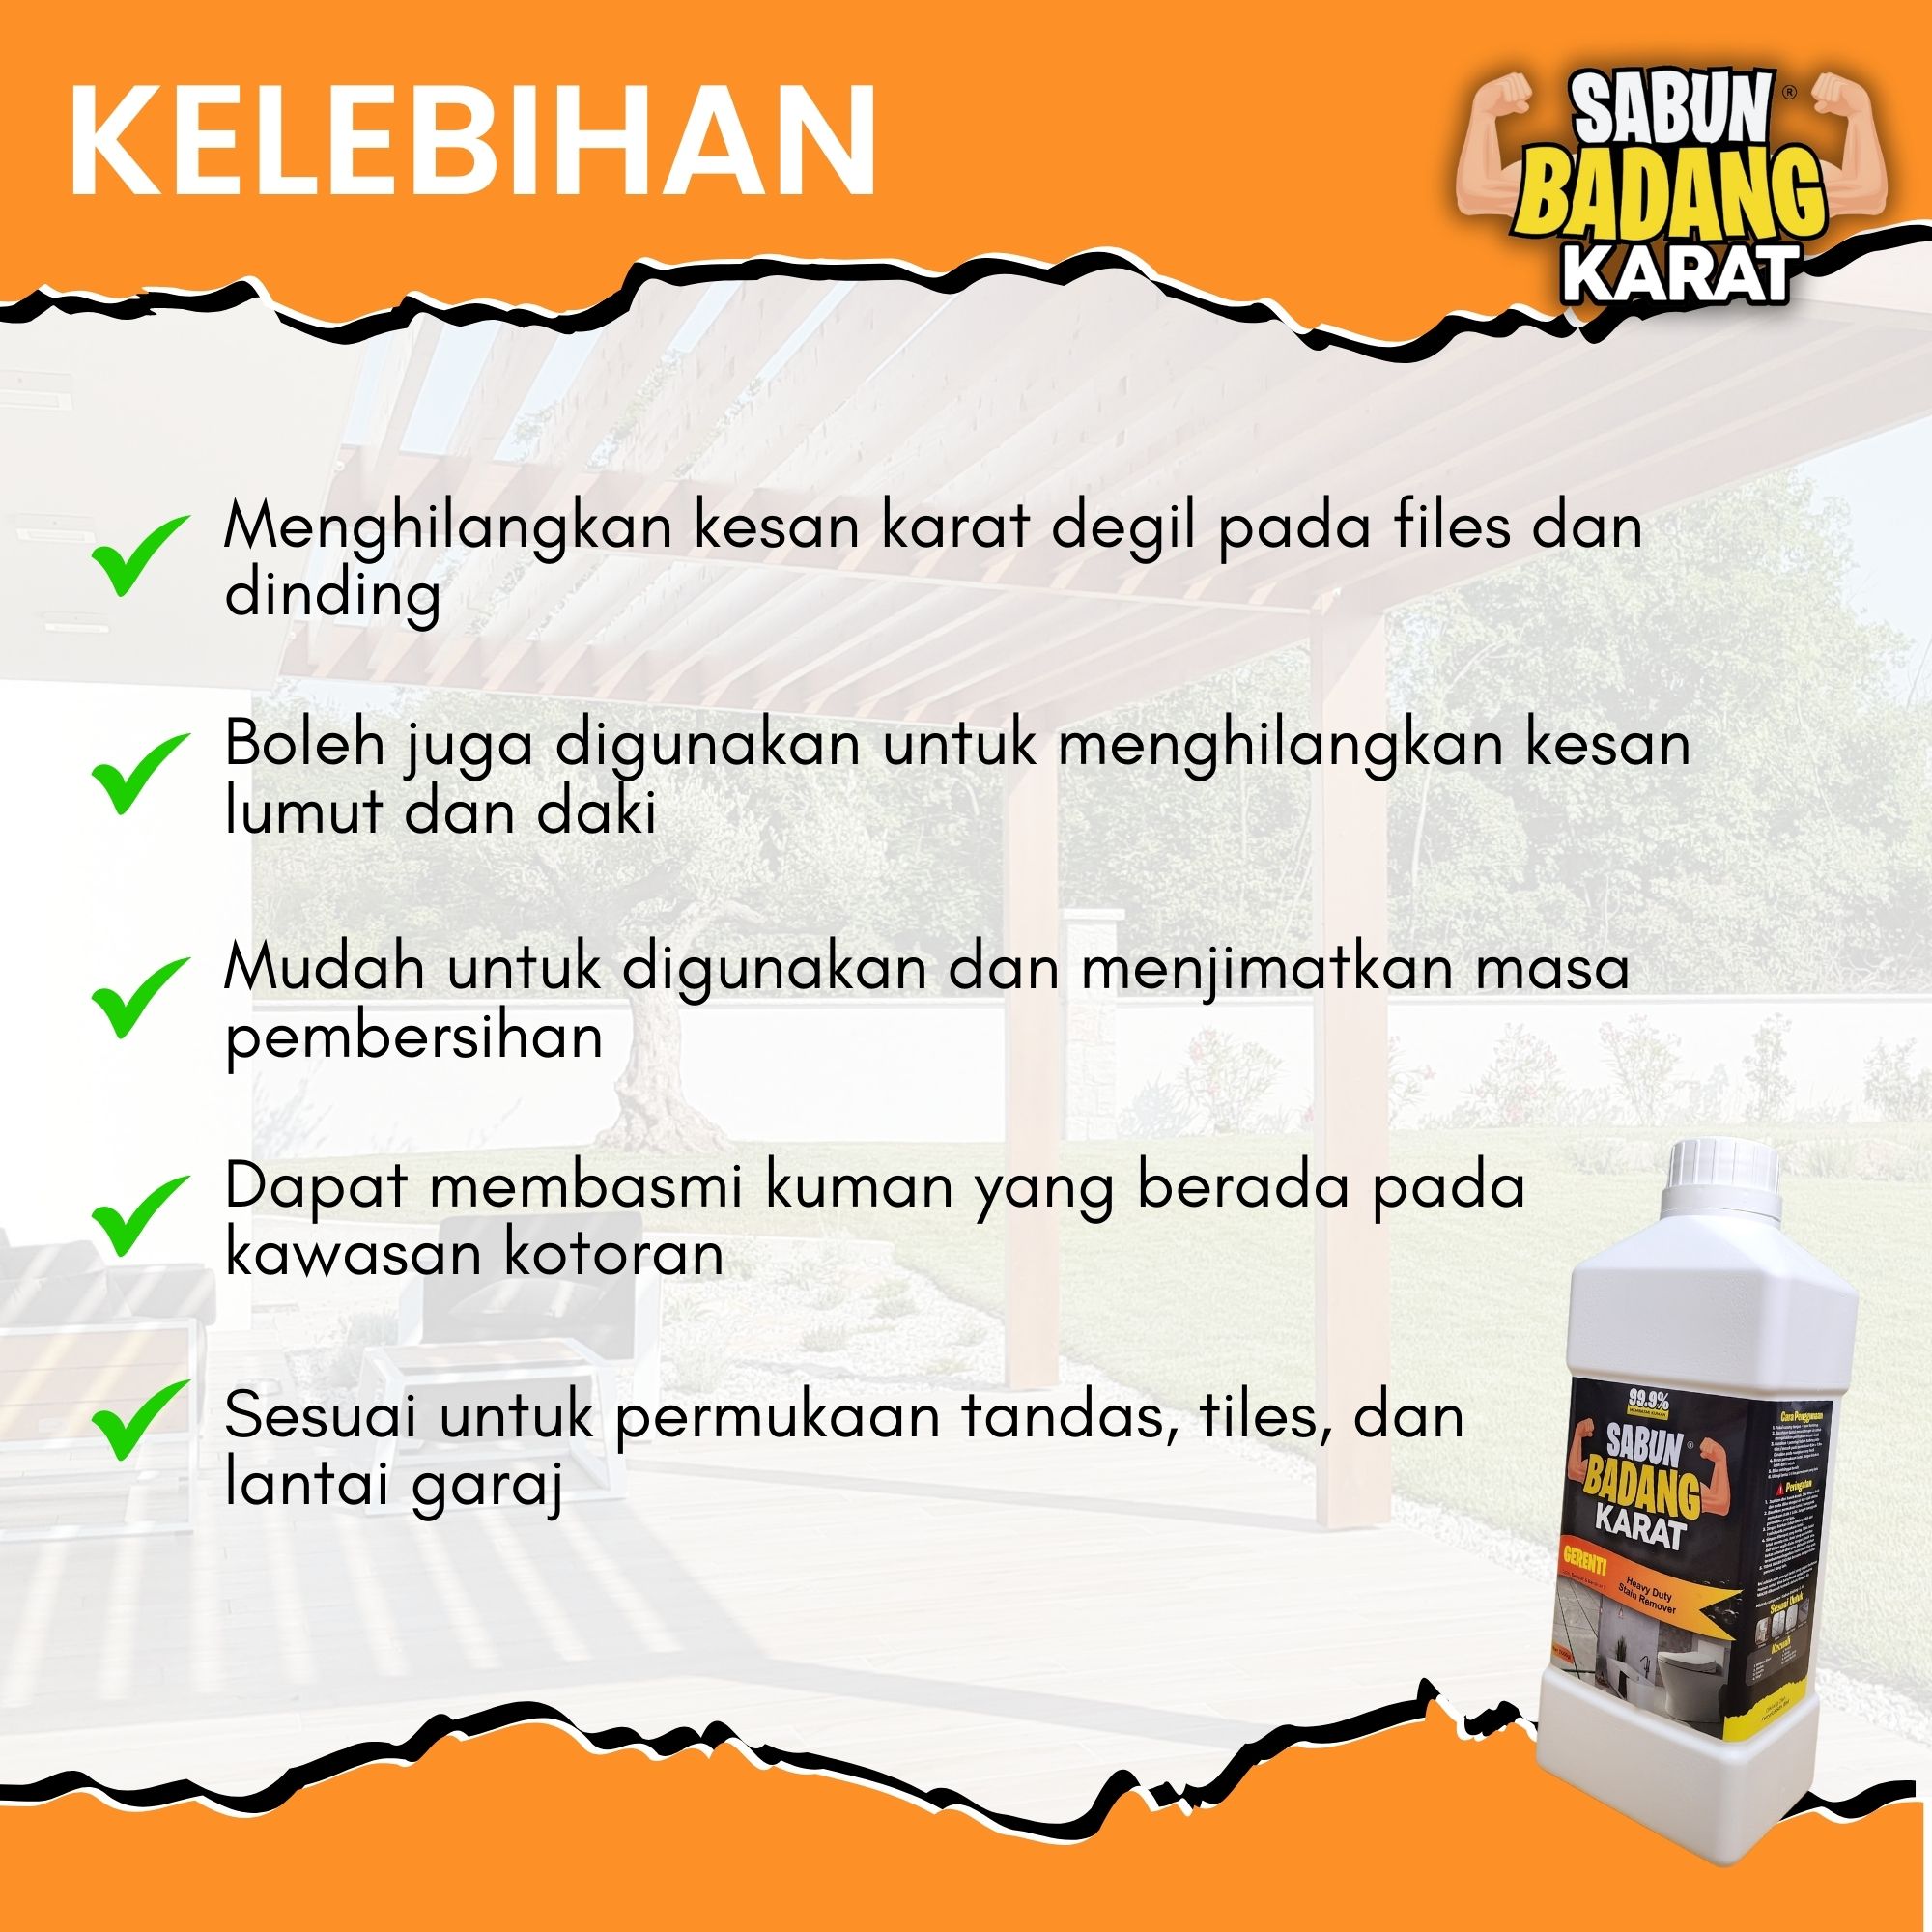 KELEBIHAN
SABUN ®
BADANG
KARAT
Menghilangkan kesan karat degil pada files dan
dinding
Boleh juga digunakan untuk menghilangkan kesan
lumut dan daki
Mudah untuk digunakan dan menjimatkan masa
pembersihan
Dapat membasmi kuman yang berada pada
kawasan kotoran
Sesuai untuk permukaan tandas, tiles, dan
lantai garaj
99.9%
SABUN ®
BADANG
KARAT
GERENTI
Heavy Duty
Stain Remover
Cara Penggunaan
Peringatan
Sesuai Untuk